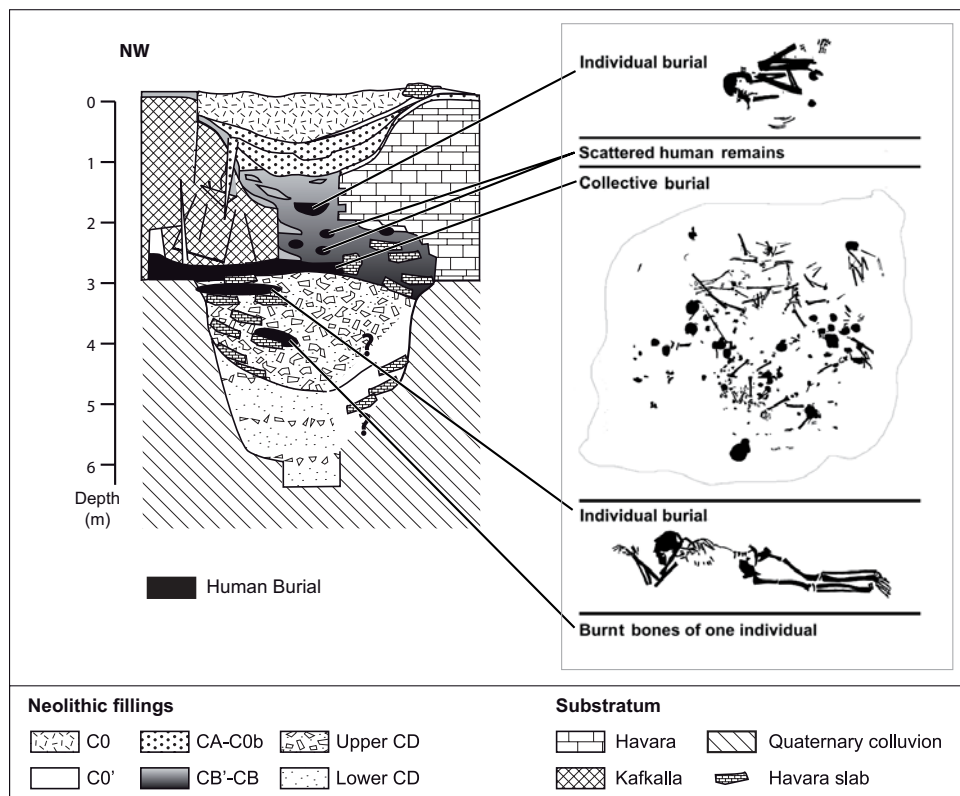 NW
0
1
2
3
4
5
6
Depth
(m)
?
?
Human Burial
Individual burial
Scattered human remains
Collective burial
Individual burial
Burnt bones of one individual
Neolithic fillings
C0
CA-C0b
Upper CD
C0'
CB'-CB
Lower CD
Substratum
Havara
Quaternary colluvion
Kafkalla
Havara slab